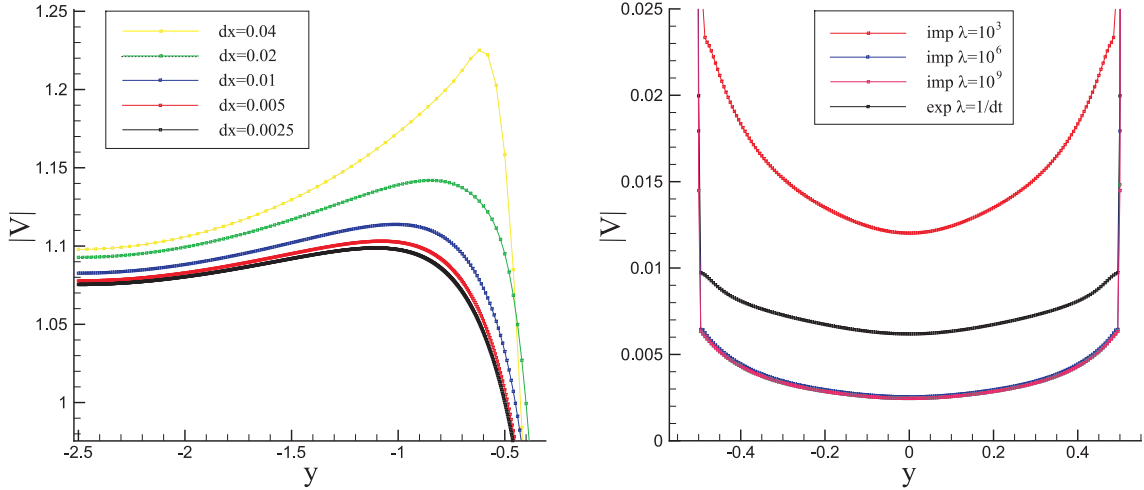 dx=0.04
dx=0.02
dx=0.01
dx=0.005
dx=0.0025
|V|
1.2
1.15
1.1
1.05
1
-2.5
-2
-1.5
-1
-0.5
y
imp λ=10³
imp λ=10⁶
imp λ=10⁹
exp λ=1/dt
|V|
0.025
0.02
0.015
0.01
0.005
0
-0.4
-0.2
0
0.2
0.4
y